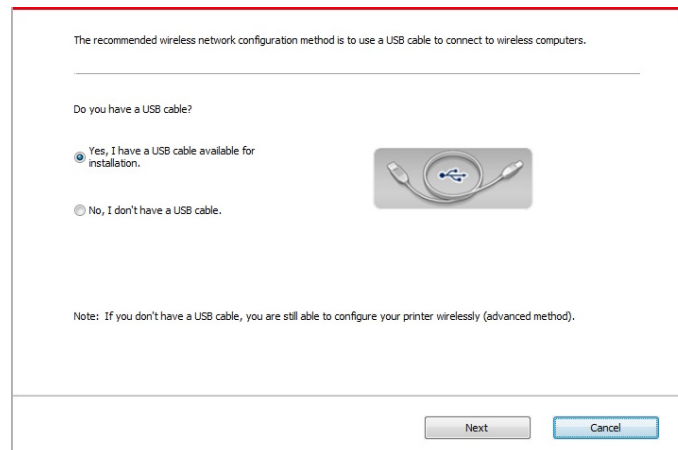 The recommended wireless network configuration method is to use a USB cable to connect to wireless computers.
Do you have a USB cable?
Yes, I have a USB cable available for
installation.
No, I don't have a USB cable.
Note:  If you don't have a USB cable, you are still able to configure your printer wirelessly (advanced method).
Next
Cancel